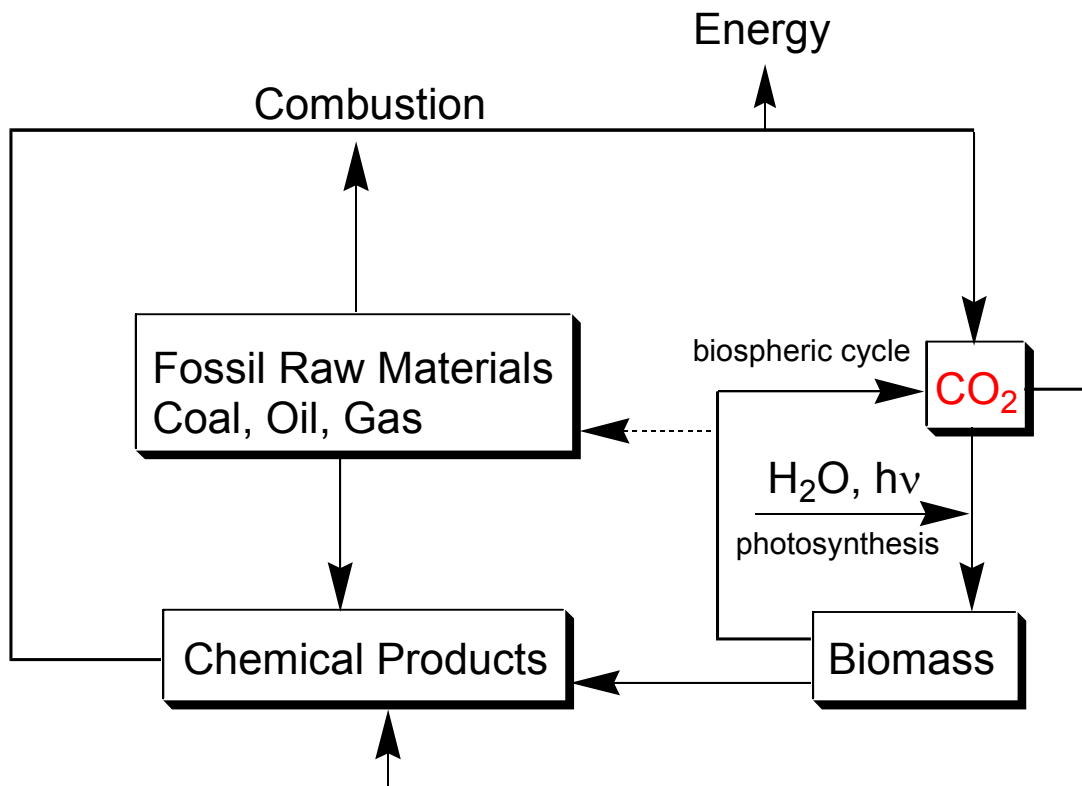 Energy
Combustion
Fossil Raw Materials
Coal, Oil, Gas
biospheric cycle
CO₂
H₂O, hν
photosynthesis
Chemical Products
Biomass